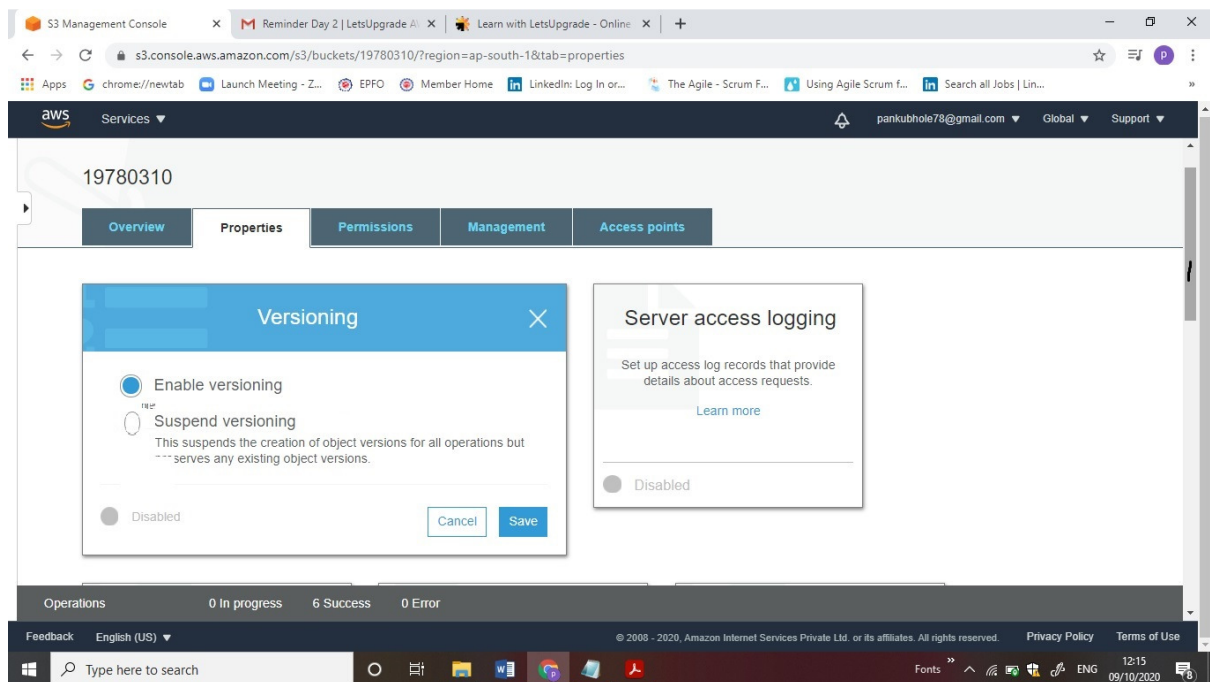 S3 Management Console
Reminder Day 2 | LetsUpgrade A
Learn with LetsUpgrade - Online
s3.console.aws.amazon.com/s3/buckets/19780310/?region=ap-south-1&tab=properties
Apps
chrome://newtab
Launch Meeting - Z...
EPFO
Member Home
LinkedIn: Log In or...
The Agile - Scrum F...
Using Agile Scrum f...
Search all Jobs | Lin...
aws
Services
pankubhole78@gmail.com
Global
Support
19780310
Overview
Properties
Permissions
Management
Access points
Versioning
Enable versioning
Suspend versioning
This suspends the creation of object versions for all operations but
serves any existing object versions.
Disabled
Cancel
Save
Server access logging
Set up access log records that provide
details about access requests.
Learn more
Disabled
Operations
0 In progress
6 Success
0 Error
Feedback
English (US)
© 2008 - 2020, Amazon Internet Services Private Ltd. or its affiliates. All rights reserved.
Privacy Policy
Terms of Use
Type here to search
Fonts
ENG
12:15
09/10/2020
8